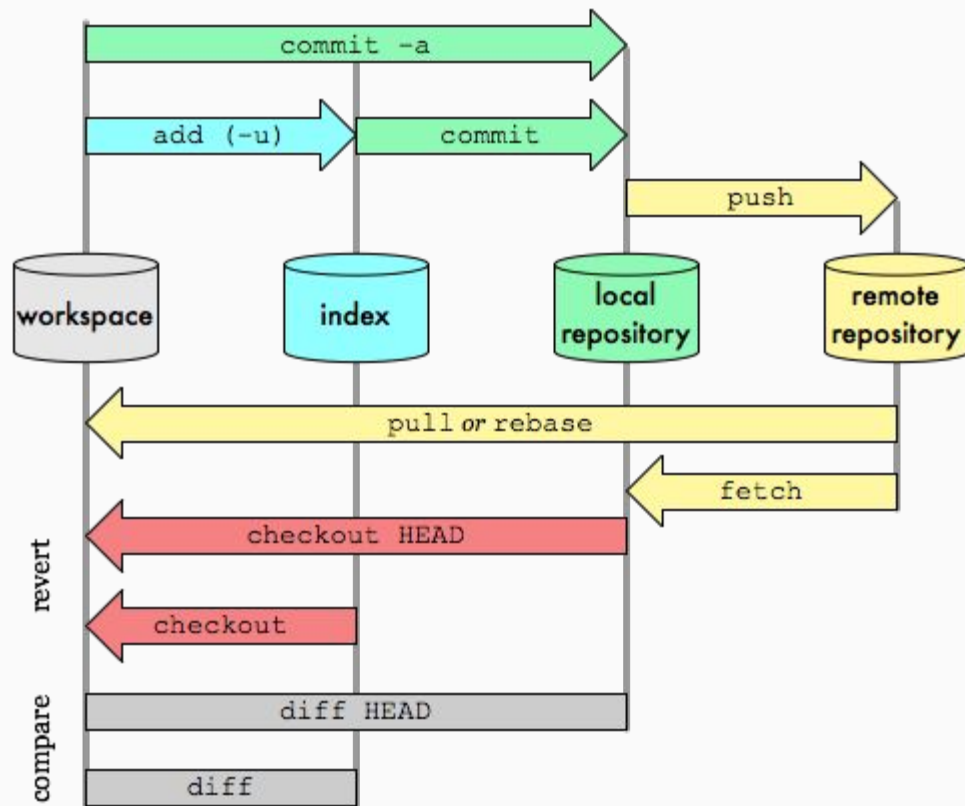 commit -a
add (-u)
commit
push
workspace
index
local
repository
remote
repository
pull or rebase
fetch
revert
checkout HEAD
checkout
compare
diff HEAD
diff